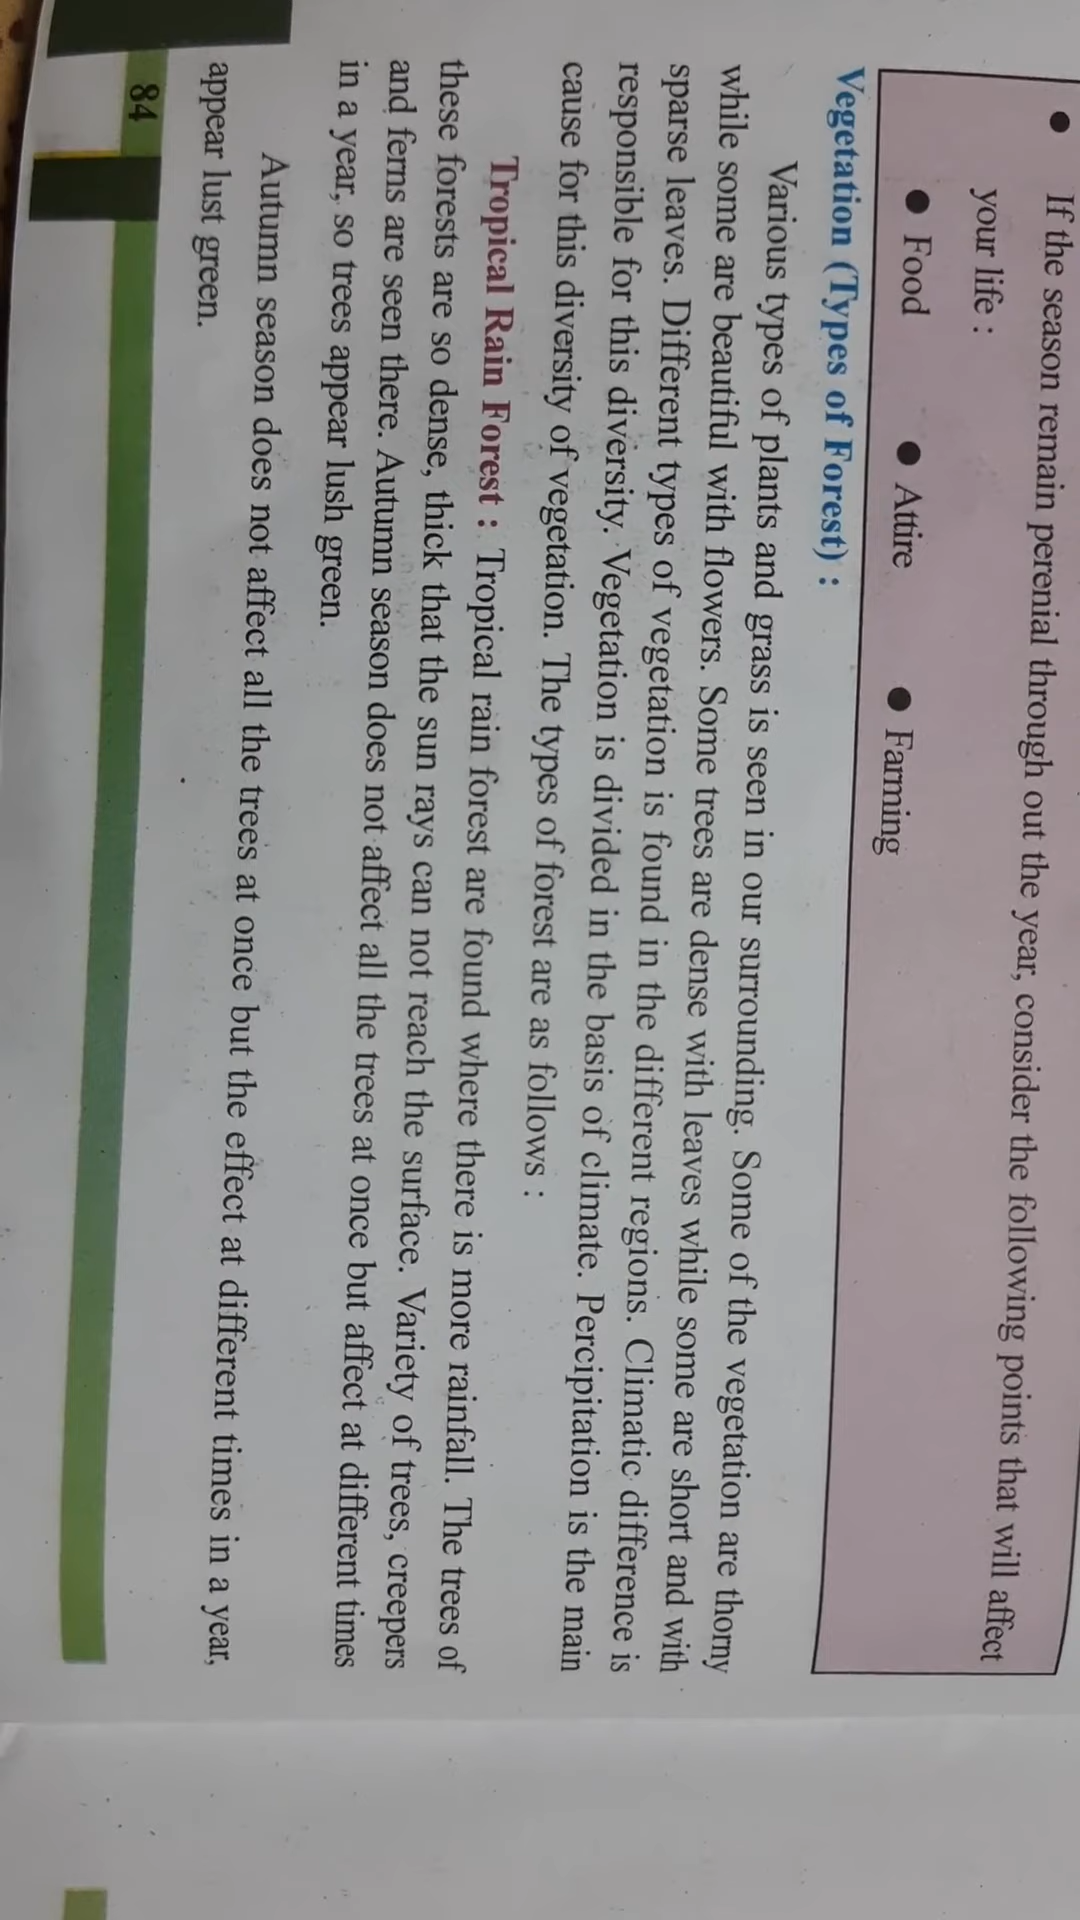 ● If the season remain perenial through out the year, consider the following points that will affect
your life :
● Food ● Attire ● Farming
Vegetation (Types of Forest) :
Various types of plants and grass is seen in our surrounding. Some of the vegetation are thorny
while some are beautiful with flowers. Some trees are dense with leaves while some are short and with
sparse leaves. Different types of vegetation is found in the different regions. Climatic difference is
responsible for this diversity. Vegetation is divided in the basis of climate. Percipitation is the main
cause for this diversity of vegetation. The types of forest are as follows :
Tropical Rain Forest : Tropical rain forest are found where there is more rainfall. The trees of
these forests are so dense, thick that the sun rays can not reach the surface. Variety of trees, creepers
and ferns are seen there. Autumn season does not affect all the trees at once but affect at different times
in a year, so trees appear lush green.
Autumn season does not affect all the trees at once but the effect at different times in a year,
appear lust green.
84